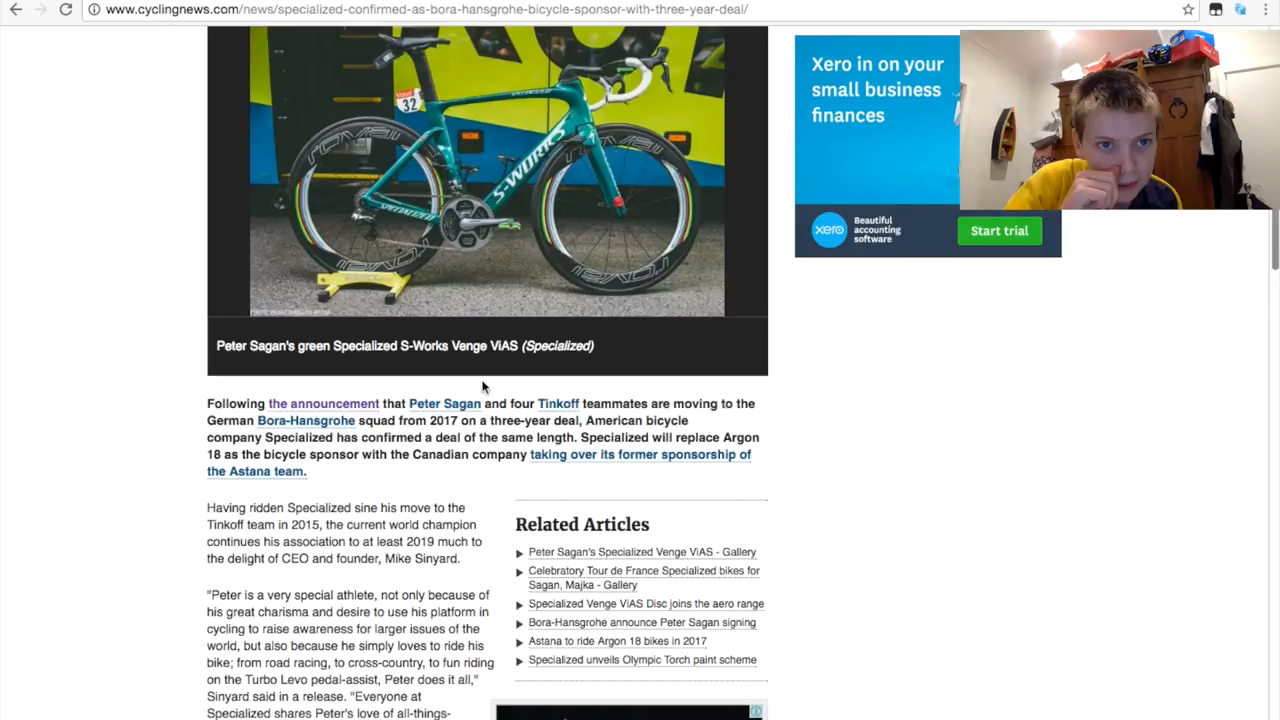 www.cyclingnews.com/news/specialized-confirmed-as-bora-hansgrohe-bicycle-sponsor-with-three-year-deal/
32
SPECIALIZED
S-WORKS
SPECIALIZED
Peter Sagan's green Specialized S-Works Venge ViAS (Specialized)
Following the announcement that Peter Sagan and four Tinkoff teammates are moving to the
German Bora-Hansgrohe squad from 2017 on a three-year deal, American bicycle
company Specialized has confirmed a deal of the same length. Specialized will replace Argon
18 as the bicycle sponsor with the Canadian company taking over its former sponsorship of
the Astana team.
Having ridden Specialized sine his move to the
Tinkoff team in 2015, the current world champion
continues his association to at least 2019 much to
the delight of CEO and founder, Mike Sinyard.
"Peter is a very special athlete, not only because of
his great charisma and desire to use his platform in
cycling to raise awareness for larger issues of the
world, but also because he simply loves to ride his
bike; from road racing, to cross-country, to fun riding
on the Turbo Levo pedal-assist, Peter does it all,"
Sinyard said in a release. "Everyone at
Specialized shares Peter's love of all-things-
Related Articles
Peter Sagan's Specialized Venge ViAS - Gallery
Celebratory Tour de France Specialized bikes for
Sagan, Majka - Gallery
Specialized Venge ViAS Disc joins the aero range
Bora-Hansgrohe announce Peter Sagan signing
Astana to ride Argon 18 bikes in 2017
Specialized unveils Olympic Torch paint scheme
Xero in on your
small business
finances
xero
Beautiful
accounting
software
Start trial